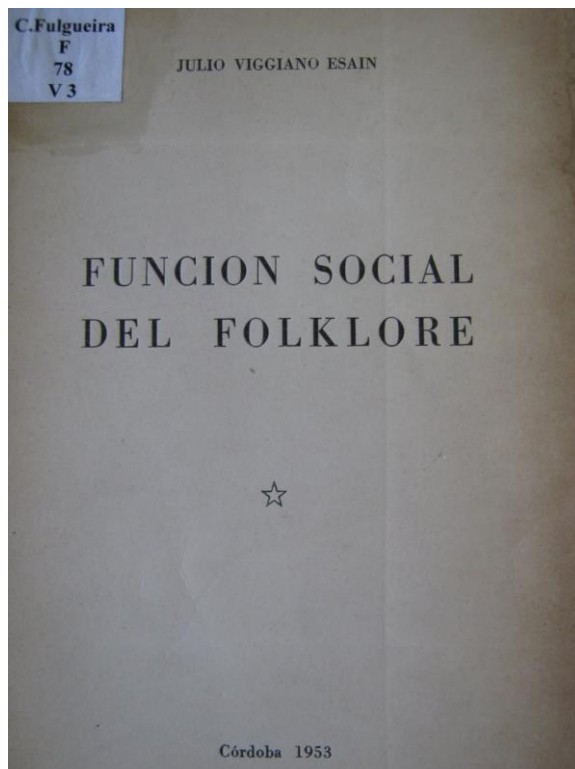 C.Fulgueira
F
78
V 3
JULIO VIGGIANO ESAIN
FUNCION SOCIAL
DEL FOLKLORE
Córdoba 1953